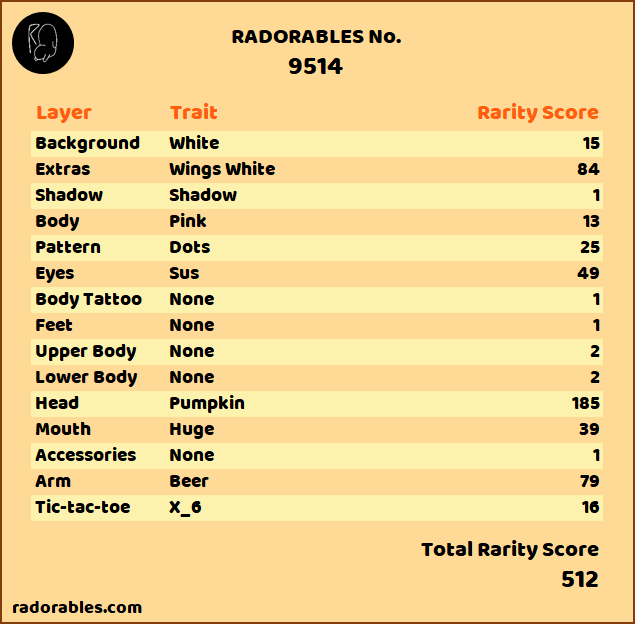 RADORABLES No.
9514
Layer Trait Rarity Score
Background White 15
Extras Wings White 84
Shadow Shadow 1
Body Pink 13
Pattern Dots 25
Eyes Sus 49
Body Tattoo None 1
Feet None 1
Upper Body None 2
Lower Body None 2
Head Pumpkin 185
Mouth Huge 39
Accessories None 1
Arm Beer 79
Tic-tac-toe X_6 16
Total Rarity Score
512
radorables.com